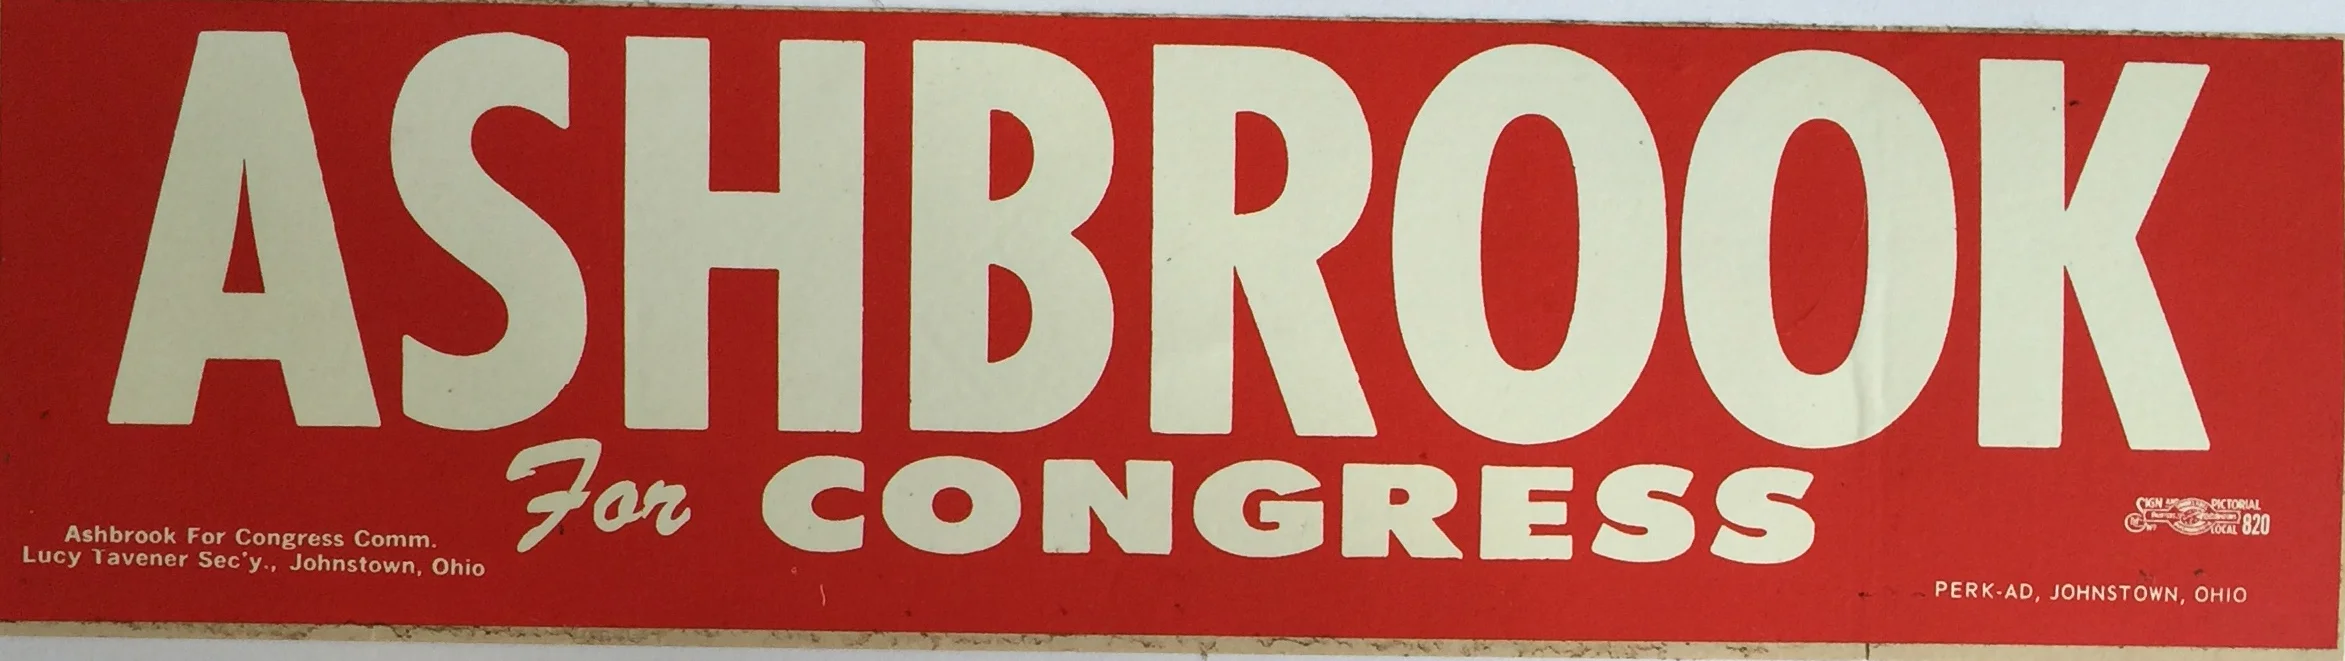 ASHBROOK
For CONGRESS
Ashbrook For Congress Comm.
Lucy Tavener Sec'y., Johnstown, Ohio
SIGN AND PICTORIAL
LOCAL 820
PERK-AD, JOHNSTOWN, OHIO